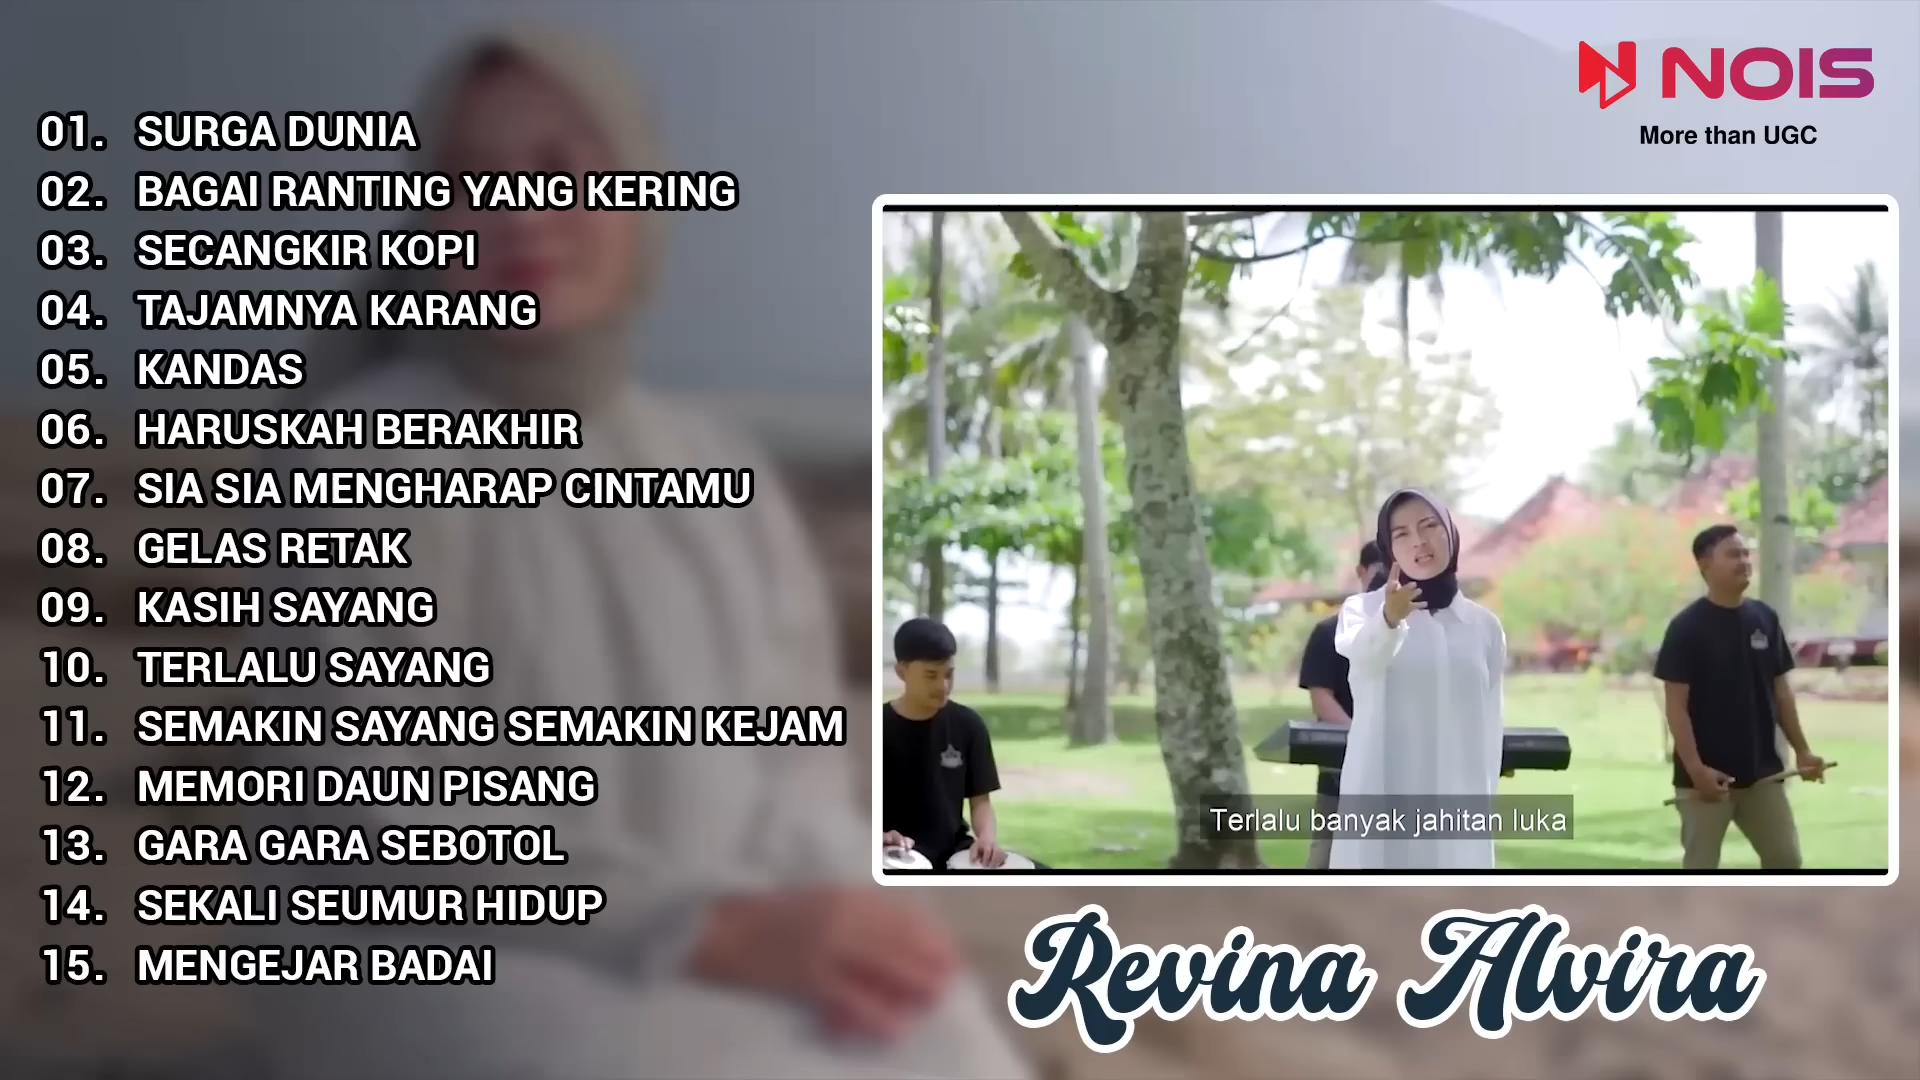 01. SURGA DUNIA
02. BAGAI RANTING YANG KERING
03. SECANGKIR KOPI
04. TAJAMNYA KARANG
05. KANDAS
06. HARUSKAH BERAKHIR
07. SIA SIA MENGHARAP CINTAMU
08. GELAS RETAK
09. KASIH SAYANG
10. TERLALU SAYANG
11. SEMAKIN SAYANG SEMAKIN KEJAM
12. MEMORI DAUN PISANG
13. GARA GARA SEBOTOL
14. SEKALI SEUMUR HIDUP
15. MENGEJAR BADAI
NOIS
More than UGC
Terlalu banyak jahitan luka
Revina Alvira